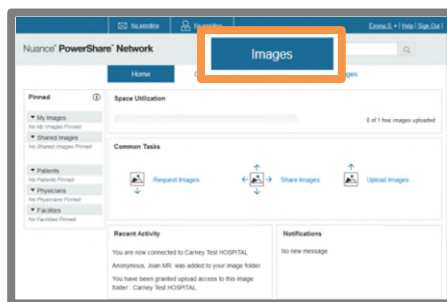 No pending
No pending
Emma S. | Help | Sign Out |
Nuance® PowerShare™ Network
Images
Home
Pinned
My Images
No My Images Pinned
Shared Images
No Shared Images Pinned
Patients
No Patients Pinned
Physicians
No Physicians Pinned
Facilities
No Facilities Pinned
Space Utilization
0 of 1 free images uploaded
Common Tasks
Request Images
Share Images
Upload Images
Recent Activity
You are now connected to Carney Test HOSPITAL
Anonymous, Joan MR was added to your image folder
You have been granted upload access to this image
folder : Carney Test HOSPITAL.
Notifications
No new message